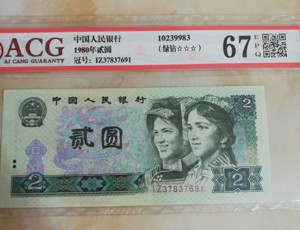 ACG
AI CANG GUARANTY
中国人民银行
1980年贰圆
冠号: IZ37837691
10239983
(绿钻☆☆☆)
67
EPQ
中国人民银行
2
贰圆
2
IZ37837691
2